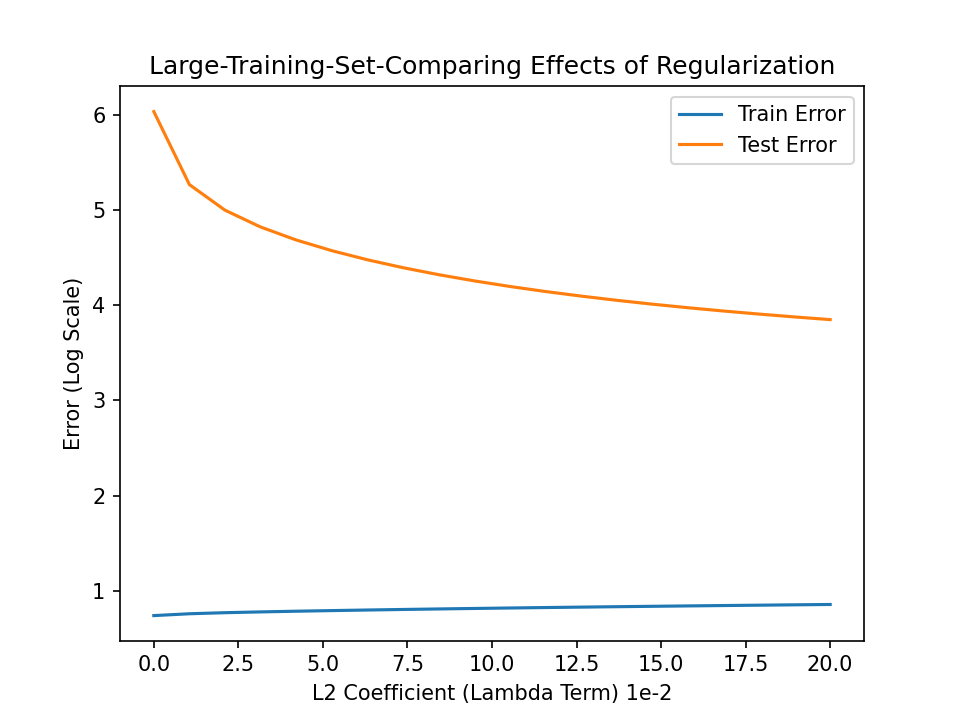 Large-Training-Set-Comparing Effects of Regularization
Train Error
Test Error
6
5
4
3
2
1
Error (Log Scale)
0.0 2.5 5.0 7.5 10.0 12.5 15.0 17.5 20.0
L2 Coefficient (Lambda Term) 1e-2